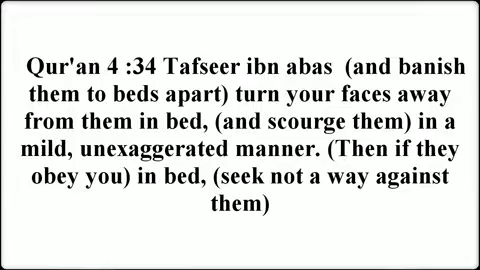 Qur'an 4 :34 Tafseer ibn abas (and banish
them to beds apart) turn your faces away
from them in bed, (and scourge them) in a
mild, unexaggerated manner. (Then if they
obey you) in bed, (seek not a way against
them)